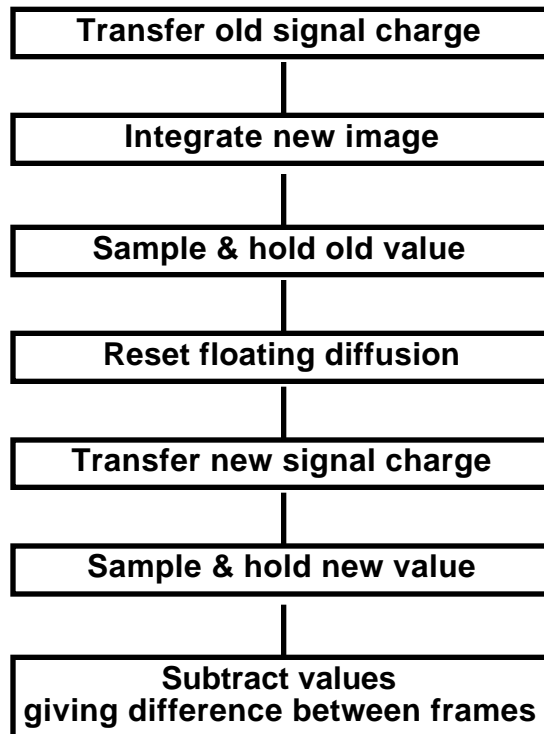 Transfer old signal charge
Integrate new image
Sample & hold old value
Reset floating diffusion
Transfer new signal charge
Sample & hold new value
Subtract values
giving difference between frames